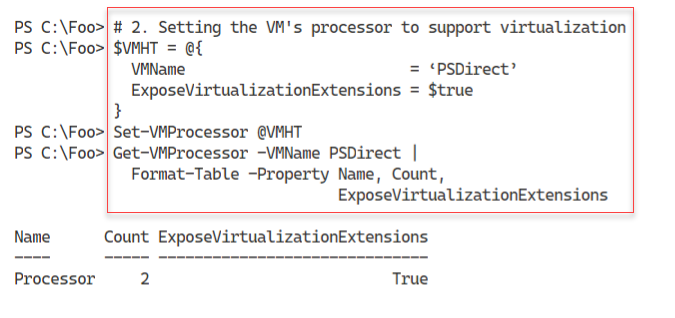 PS C:\Foo> # 2. Setting the VM's processor to support virtualization
PS C:\Foo> $VMHT = @{
  VMName                         = ‘PSDirect’
  ExposeVirtualizationExtensions = $true
}
PS C:\Foo> Set-VMProcessor @VMHT
PS C:\Foo> Get-VMProcessor -VMName PSDirect |
  Format-Table -Property Name, Count,
                         ExposeVirtualizationExtensions
Name      Count ExposeVirtualizationExtensions
----      ----- ------------------------------
Processor     2                           True